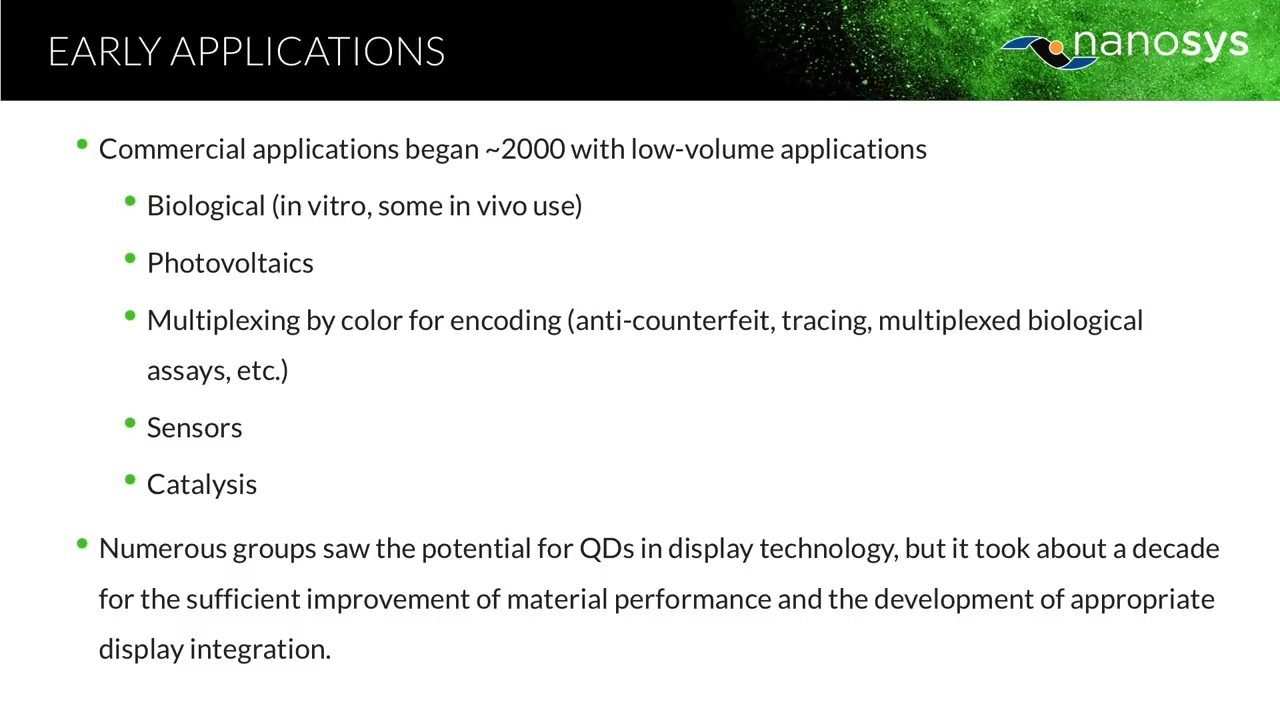 EARLY APPLICATIONS
nanosys
• Commercial applications began ~2000 with low-volume applications
• Biological (in vitro, some in vivo use)
• Photovoltaics
• Multiplexing by color for encoding (anti-counterfeit, tracing, multiplexed biological
assays, etc.)
• Sensors
• Catalysis
• Numerous groups saw the potential for QDs in display technology, but it took about a decade
for the sufficient improvement of material performance and the development of appropriate
display integration.